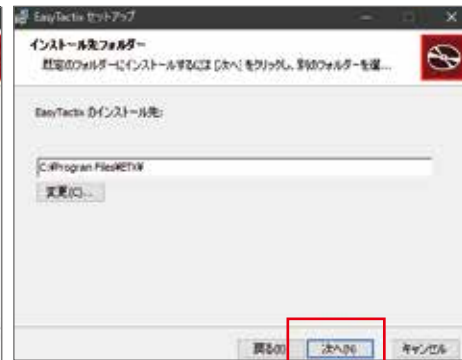 EasyTactix セットアップ
インストール先フォルダー
既定のフォルダーにインストールするには [次へ] をクリックし、別のフォルダーを選...
EasyTactix のインストール先:
C:¥Program Files¥ETX¥
変更(C)...
戻る(B) 次へ(N) キャンセル